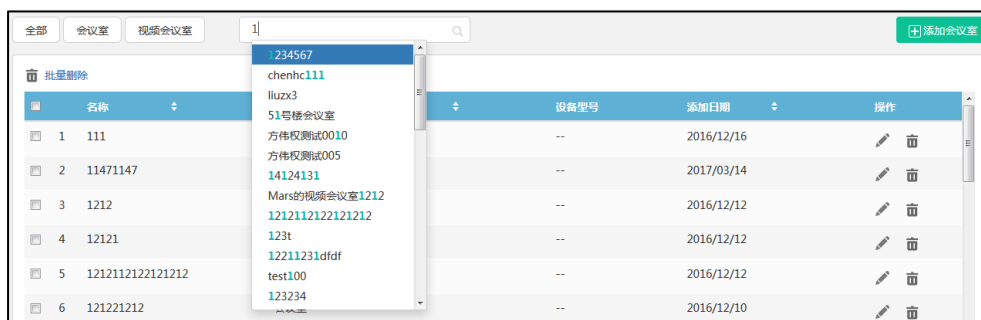 全部 会议室 视频会议室 1 添加会议室
1234567
chenhc111
liuzx3
51号楼会议室
方伟权测试0010
方伟权测试005
14124131
Mars的视频会议室1212
1212112122121212
123t
12211231dfdf
test100
123234
批量删除
名称 设备型号 添加日期 操作
1 111 -- 2016/12/16
2 11471147 -- 2017/03/14
3 1212 -- 2016/12/12
4 12121 -- 2016/12/12
5 1212112122121212 -- 2016/12/12
6 121221212 会议室 -- 2016/12/10